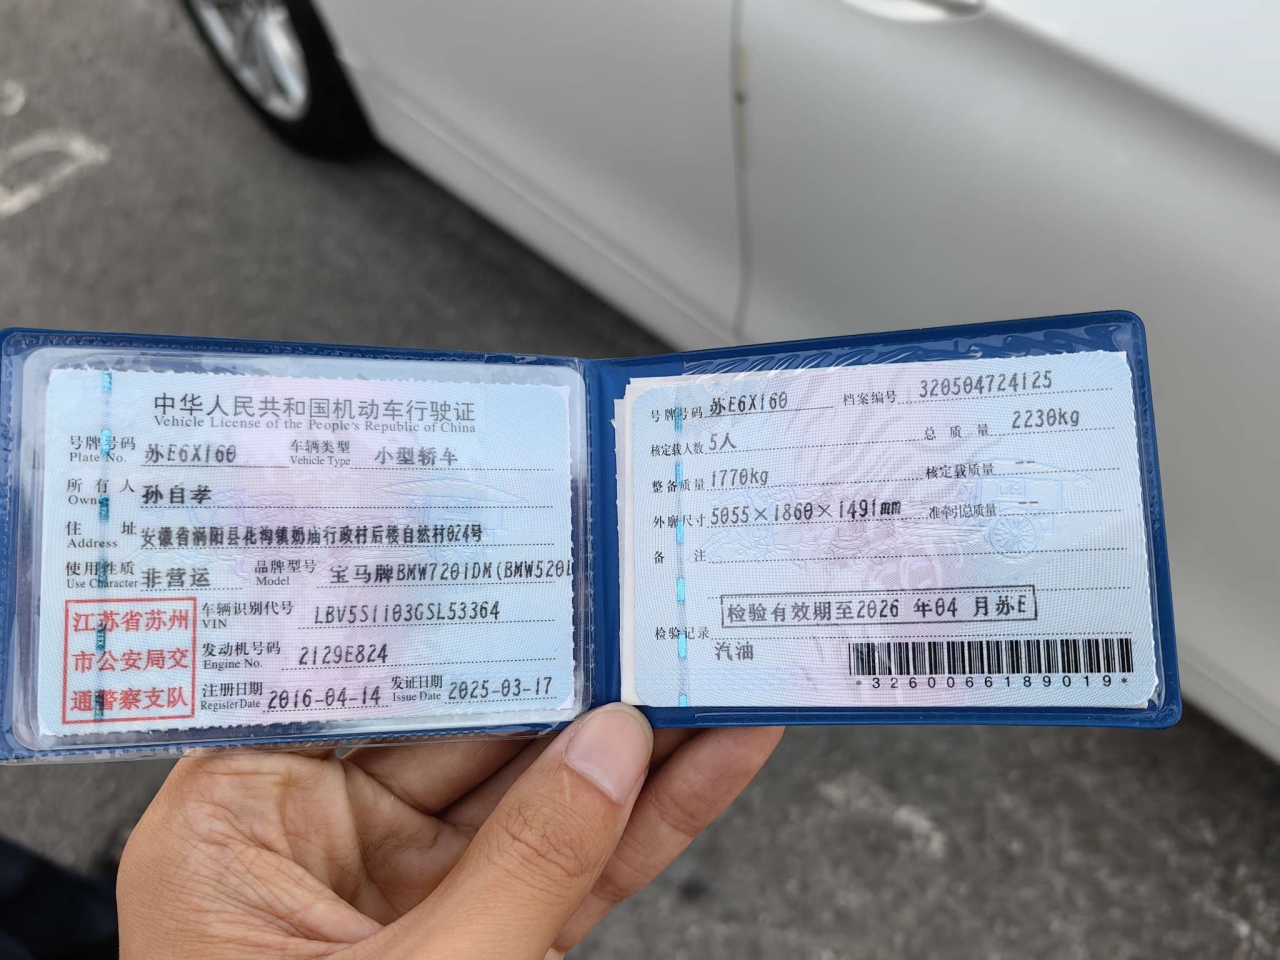 中华人民共和国机动车行驶证
Vehicle License of the People's Republic of China
号牌号码 苏E6X160 车辆类型 小型轿车
Plate No. Vehicle Type
所有人 孙自孝
Owner
住址 安徽省涡阳县花沟镇奶庙行政村后楼自然村024号
Address
使用性质 非营运 品牌型号 宝马牌BMW7201DM(BMW520L
Use Character Model
江苏省苏州
市公安局交
通警察支队
车辆识别代号 LBV5S1103GSL53364
VIN
发动机号码 2129E824
Engine No.
注册日期 2016-04-14 发证日期 2025-03-17
Register Date Issue Date
号牌号码 苏E6X160 档案编号 320504724125
核定载人数 5人 总质量 2230kg
整备质量 1770kg 核定载质量 --
外廓尺寸 5055×1860×1491mm 准牵引总质量 --
备注
检验有效期至2026 年04 月苏E
检验记录
汽油
*3260066189019*